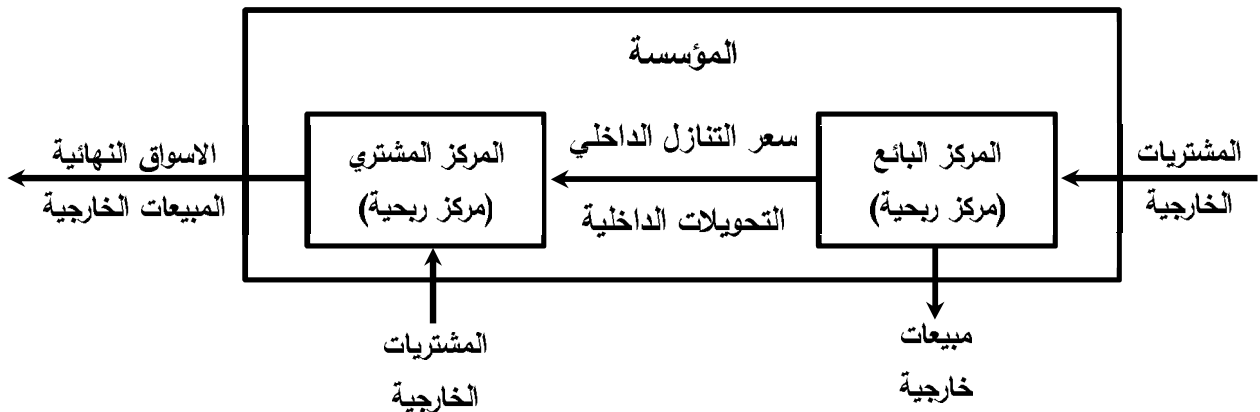 المؤسسة
المشتريات
الخارجية
المركز البائع
(مركز ربحية)
سعر التنازل الداخلي
التحويلات الداخلية
المركز المشتري
(مركز ربحية)
الاسواق النهائية
المبيعات الخارجية
مبيعات
خارجية
المشتريات
الخارجية